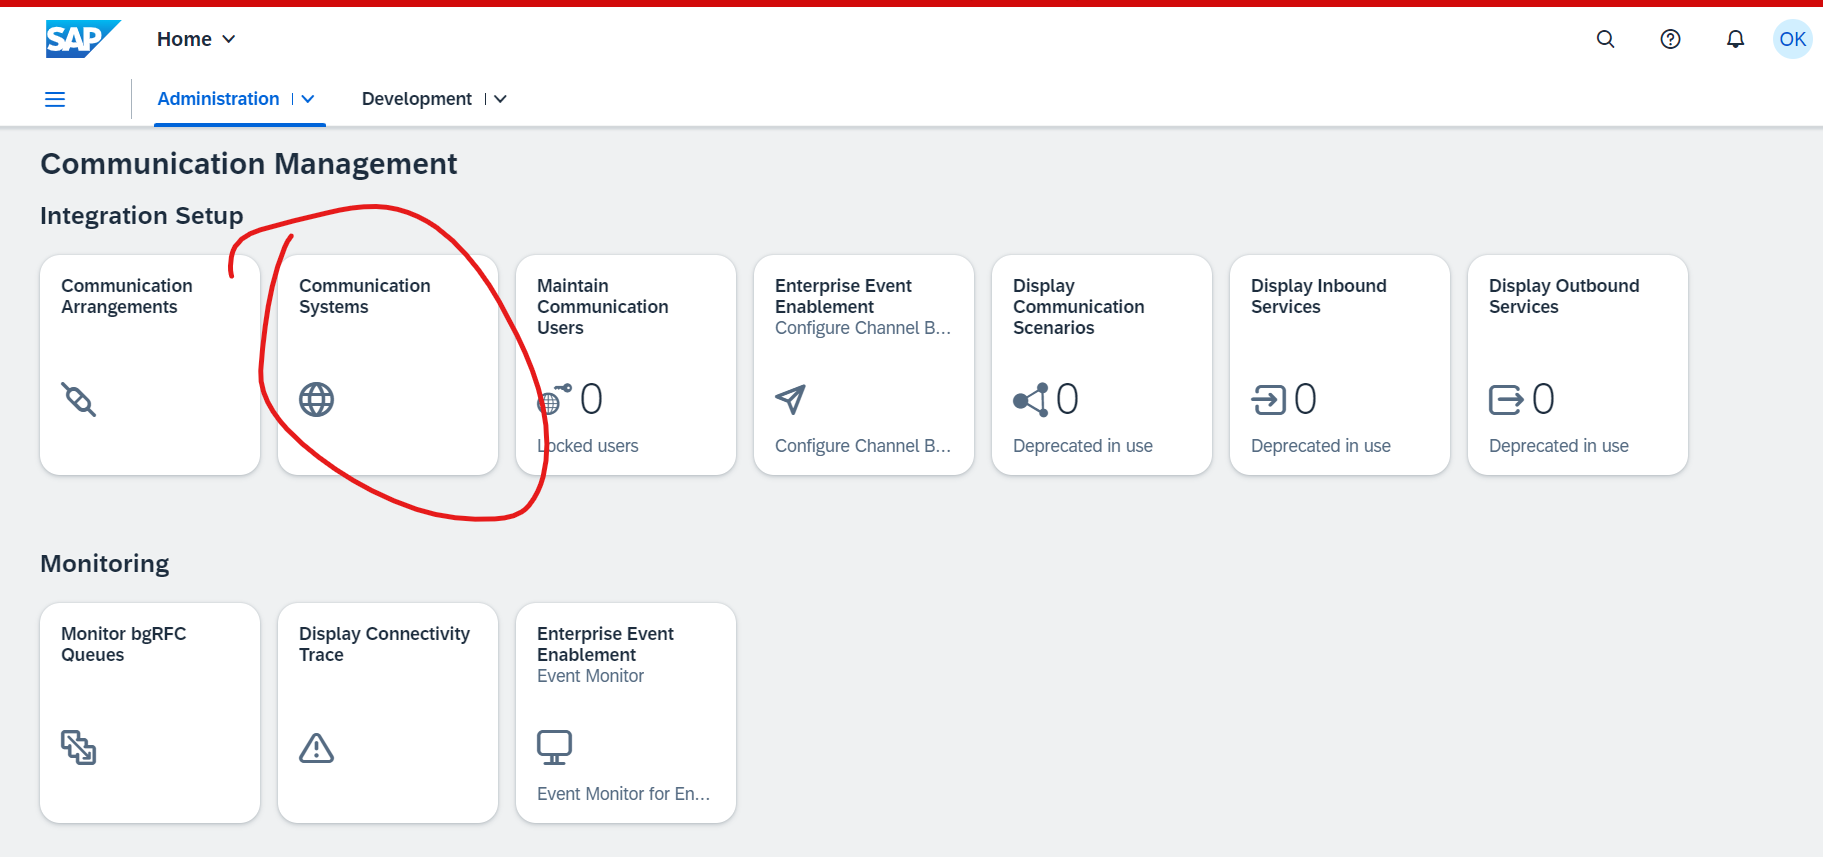 SAP
Home
OK
Administration
Development
Communication Management
Integration Setup
Communication
Arrangements
Communication
Systems
Maintain
Communication
Users
0
Locked users
Enterprise Event
Enablement
Configure Channel B...
Configure Channel B...
Display
Communication
Scenarios
0
Deprecated in use
Display Inbound
Services
0
Deprecated in use
Display Outbound
Services
0
Deprecated in use
Monitoring
Monitor bgRFC
Queues
Display Connectivity
Trace
Enterprise Event
Enablement
Event Monitor
Event Monitor for En...